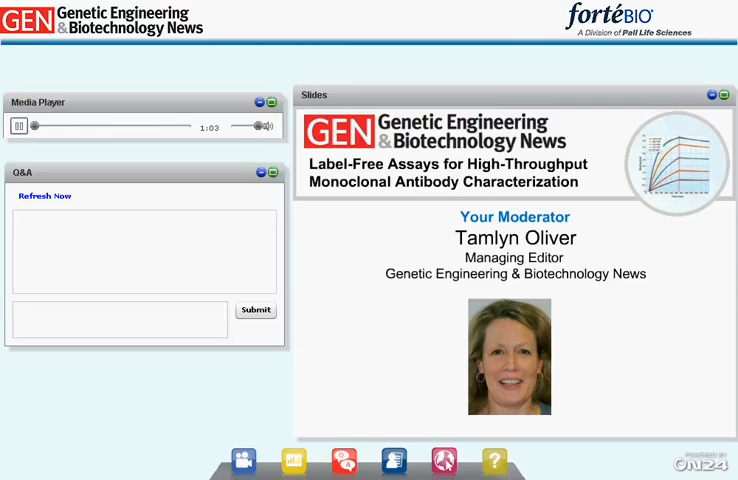 GEN Genetic Engineering
& Biotechnology News
fortéBIO®
A Division of Pall Life Sciences
Media Player
1:03
Q&A
Refresh Now
Submit
Slides
GEN Genetic Engineering
& Biotechnology News
Label-Free Assays for High-Throughput
Monoclonal Antibody Characterization
Your Moderator
Tamlyn Oliver
Managing Editor
Genetic Engineering & Biotechnology News
Q
A
?
POWERED BY
ON24